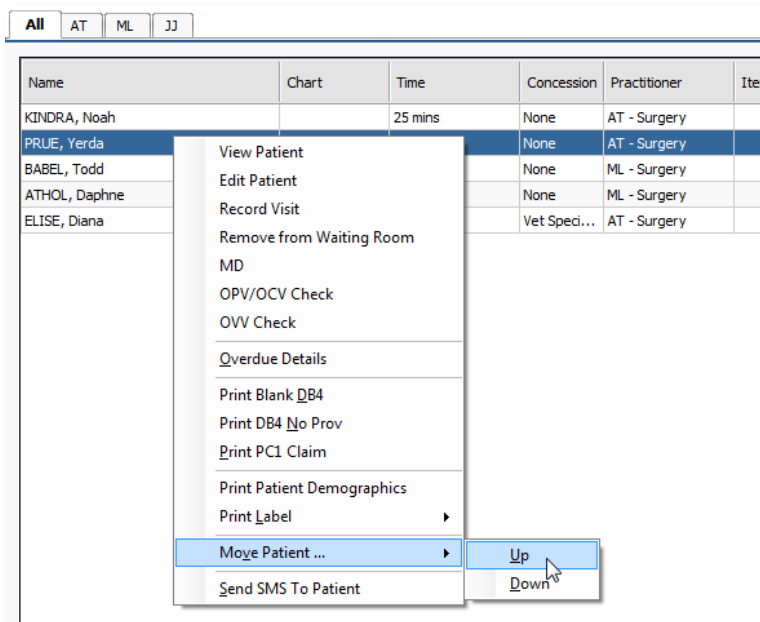 All AT ML JJ
Name Chart Time Concession Practitioner Ite
KINDRA, Noah 25 mins None AT - Surgery
PRUE, Yerda None AT - Surgery
BABEL, Todd None ML - Surgery
ATHOL, Daphne None ML - Surgery
ELISE, Diana Vet Speci... AT - Surgery
View Patient
Edit Patient
Record Visit
Remove from Waiting Room
MD
OPV/OCV Check
OVV Check
Overdue Details
Print Blank DB4
Print DB4 No Prov
Print PC1 Claim
Print Patient Demographics
Print Label
Move Patient ... Up
Down
Send SMS To Patient